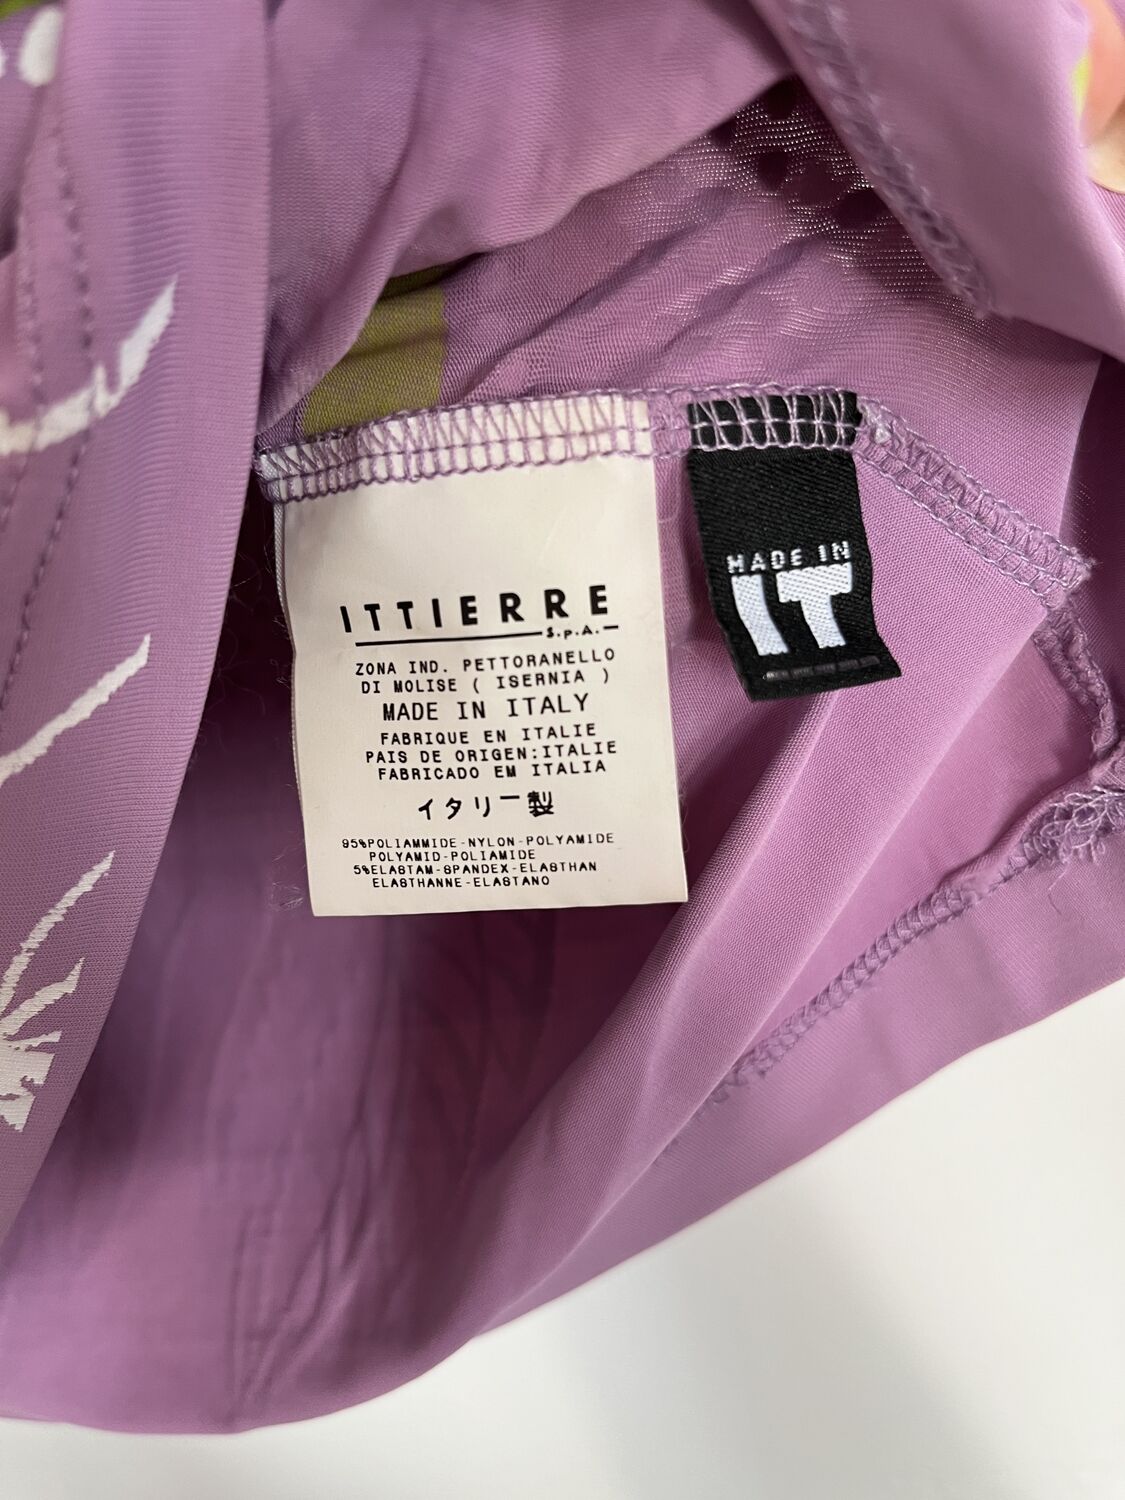 ITTIERRE
S.p.A.
ZONA IND. PETTORANELLO
DI MOLISE ( ISERNIA )
MADE IN ITALY
FABRIQUE EN ITALIE
PAIS DE ORIGEN:ITALIE
FABRICADO EM ITALIA
イタリー製
95%POLIAMMIDE-NYLON-POLYAMIDE
POLYAMID-POLIAMIDE
5%ELASTAM-SPANDEX-ELASTHAN
ELASTHANNE-ELASTANO
MADE IN
IT